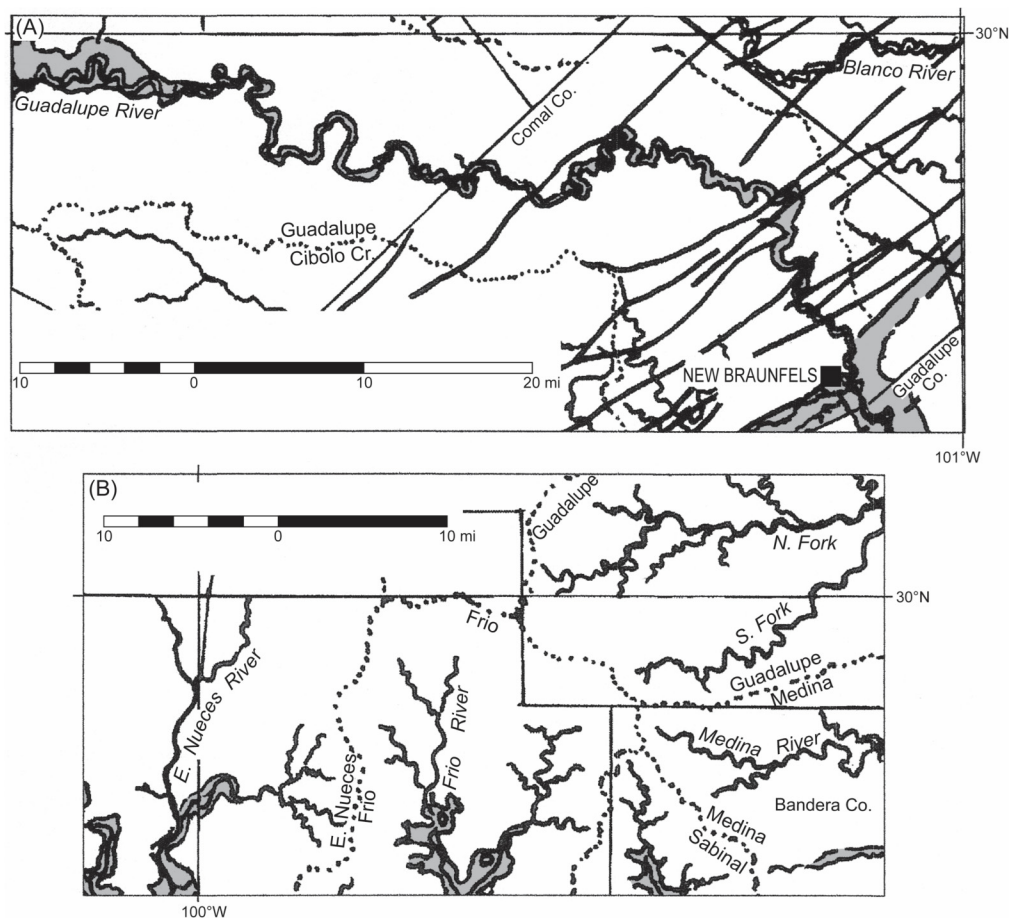 (A)
30°N
Blanco River
Guadalupe River
Comal Co.
Guadalupe
Cibolo Cr.
10 0 10 20 mi
NEW BRAUNFELS
Guadalupe
Co.
101°W
(B)
10 0 10 mi
Guadalupe
N. Fork
30°N
Frio
S. Fork
Guadalupe
Medina
E. Nueces River
Frio River
E. Nueces
Frio
Medina River
Bandera Co.
Medina
Sabinal
100°W